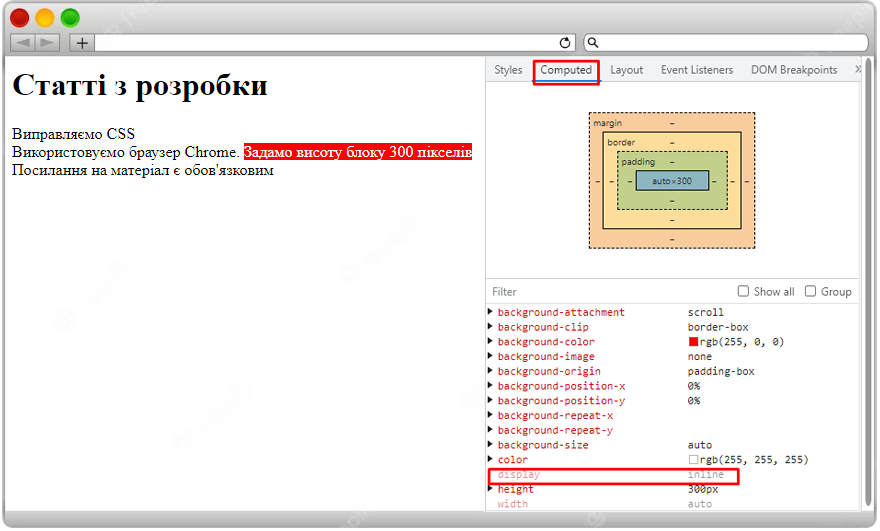 Статті з розробки
Виправляємо CSS
Використовуємо браузер Chrome. Задамо висоту блоку 300 пікселів
Посилання на матеріал є обов'язковим
Styles Computed Layout Event Listeners DOM Breakpoints »
margin –
border –
padding –
– – – auto×300 – – –
–
–
–
Filter Show all Group
background-attachment scroll
background-clip border-box
background-color rgb(255, 0, 0)
background-image none
background-origin padding-box
background-position-x 0%
background-position-y 0%
background-repeat-x
background-repeat-y
background-size auto
color rgb(255, 255, 255)
display inline
height 300px
width auto